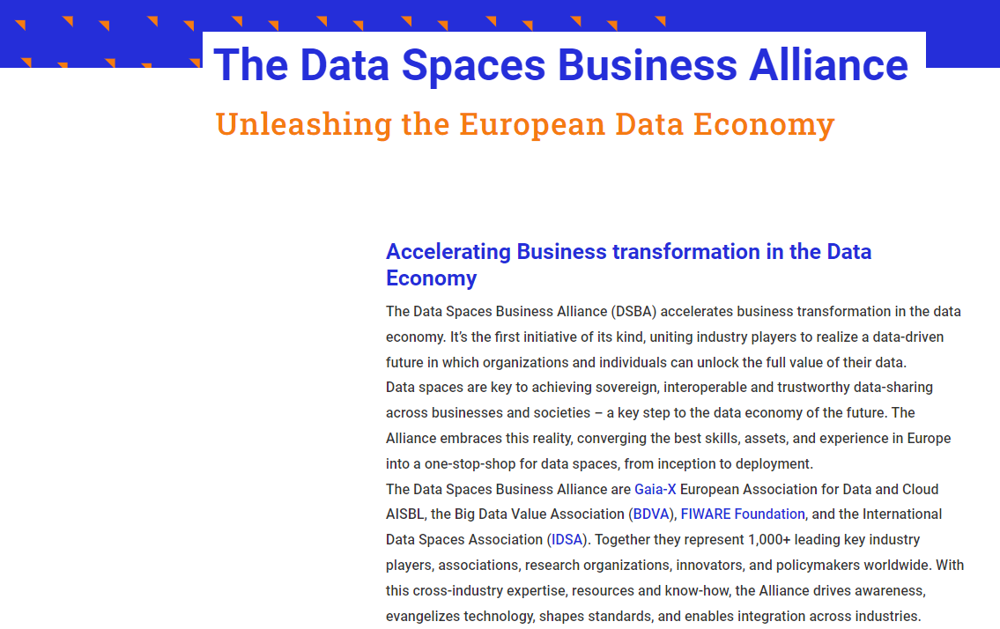 The Data Spaces Business Alliance
Unleashing the European Data Economy
Accelerating Business transformation in the Data
Economy
The Data Spaces Business Alliance (DSBA) accelerates business transformation in the data
economy. It’s the first initiative of its kind, uniting industry players to realize a data-driven
future in which organizations and individuals can unlock the full value of their data.
Data spaces are key to achieving sovereign, interoperable and trustworthy data-sharing
across businesses and societies – a key step to the data economy of the future. The
Alliance embraces this reality, converging the best skills, assets, and experience in Europe
into a one-stop-shop for data spaces, from inception to deployment.
The Data Spaces Business Alliance are Gaia-X European Association for Data and Cloud
AISBL, the Big Data Value Association (BDVA), FIWARE Foundation, and the International
Data Spaces Association (IDSA). Together they represent 1,000+ leading key industry
players, associations, research organizations, innovators, and policymakers worldwide. With
this cross-industry expertise, resources and know-how, the Alliance drives awareness,
evangelizes technology, shapes standards, and enables integration across industries.